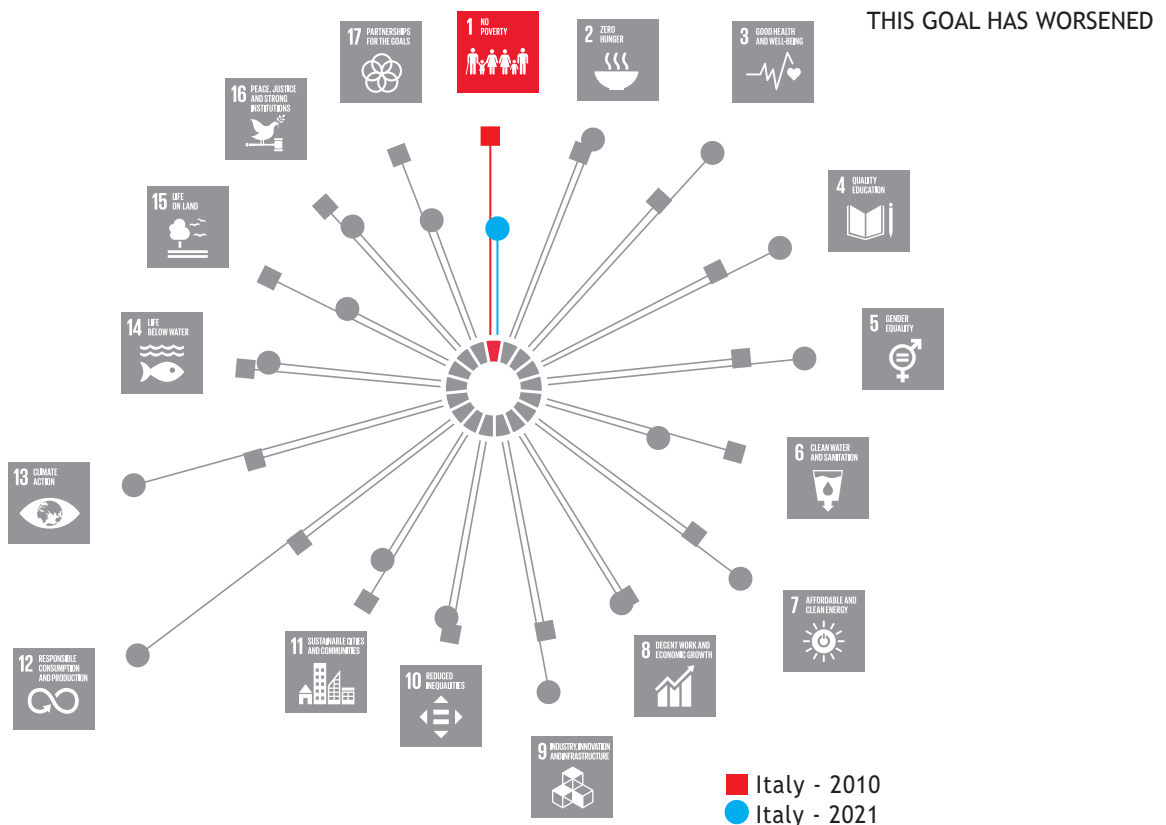 THIS GOAL HAS WORSENED
1 NO
POVERTY
2 ZERO
HUNGER
3 GOOD HEALTH
AND WELL-BEING
4 QUALITY
EDUCATION
5 GENDER
EQUALITY
6 CLEAN WATER
AND SANITATION
7 AFFORDABLE AND
CLEAN ENERGY
8 DECENT WORK AND
ECONOMIC GROWTH
9 INDUSTRY, INNOVATION
AND INFRASTRUCTURE
10 REDUCED
INEQUALITIES
11 SUSTAINABLE CITIES
AND COMMUNITIES
12 RESPONSIBLE
CONSUMPTION
AND PRODUCTION
13 CLIMATE
ACTION
14 LIFE
BELOW WATER
15 LIFE
ON LAND
16 PEACE, JUSTICE
AND STRONG
INSTITUTIONS
17 PARTNERSHIPS
FOR THE GOALS
Italy - 2010
Italy - 2021